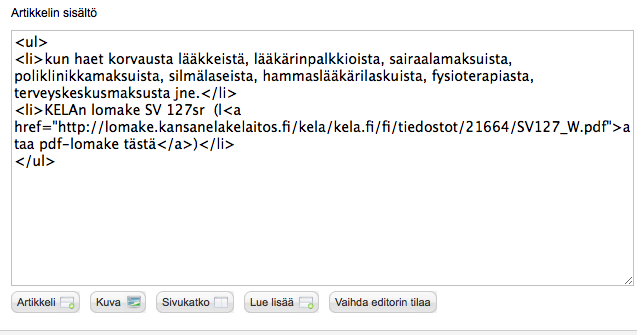 Artikkelin sisältö
<ul>
<li>kun haet korvausta lääkkeistä, lääkärinpalkkioista, sairaalamaksuista,
poliklinikkamaksuista, silmälaseista, hammaslääkärilaskuista, fysioterapiasta,
terveyskeskusmaksusta jne.</li>
<li>KELAn lomake SV 127sr  (l<a
href="http://lomake.kansanelakelaitos.fi/kela/kela.fi/fi/tiedostot/21664/SV127_W.pdf">a
taa pdf-lomake tästä</a>)</li>
</ul>
Artikkeli Kuva Sivukatko Lue lisää Vaihda editorin tilaa